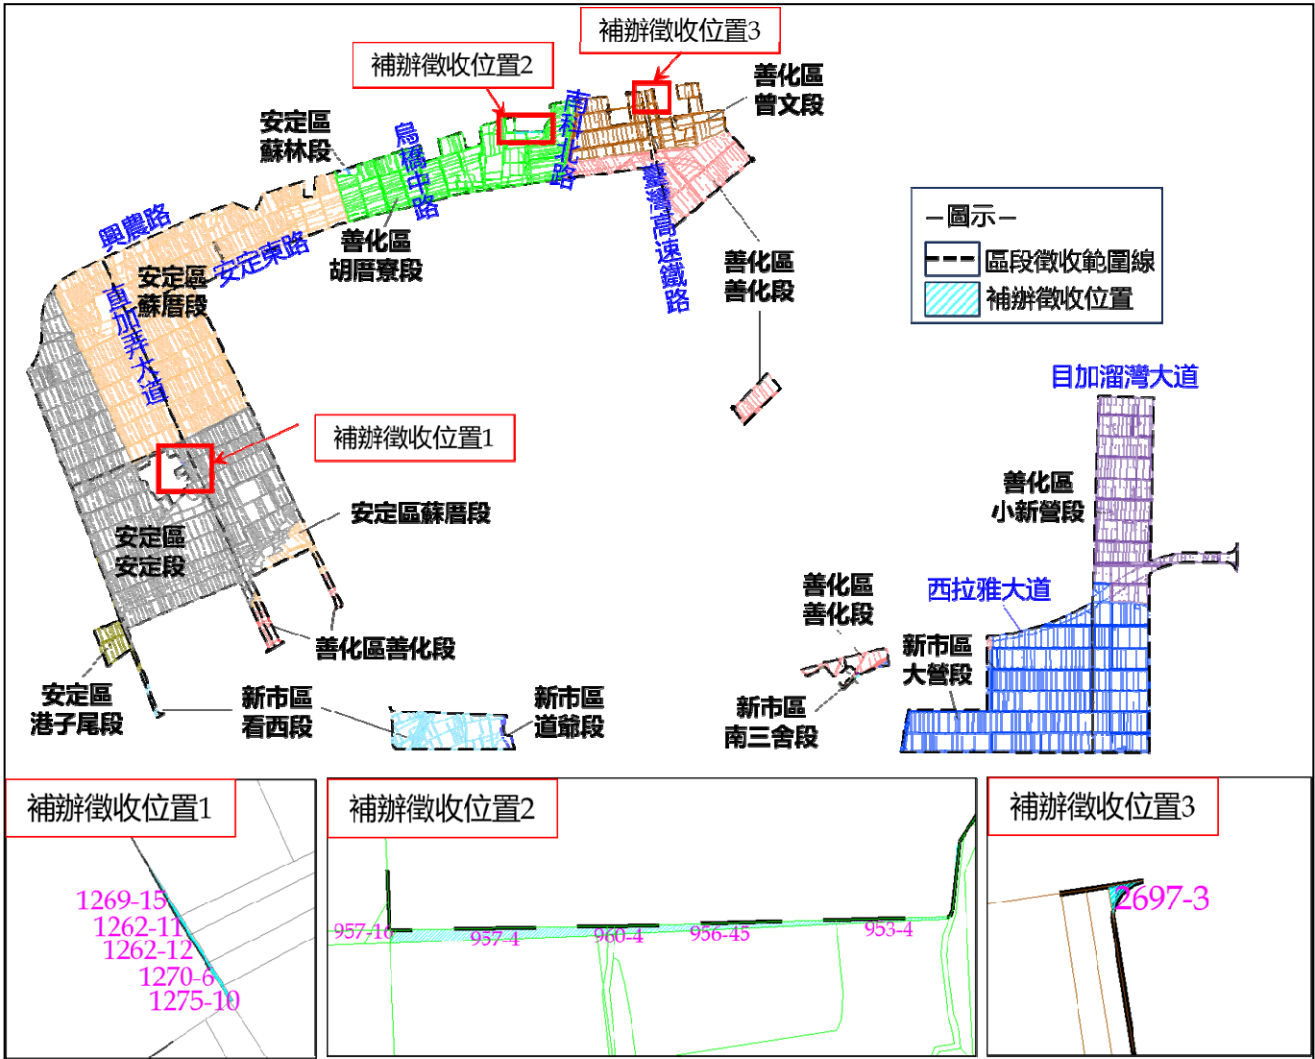 補辦徵收位置3
補辦徵收位置2
善化區
曾文段
安定區
蘇林段
烏橋中路
南科北路
興農路
安定區
蘇厝段
安定東路
善化區
胡厝寮段
直加弄大道
臺灣高速鐵路
善化區
善化段
－圖示－
區段徵收範圍線
補辦徵收位置
目加溜灣大道
補辦徵收位置1
善化區
小新營段
安定區蘇厝段
安定區
安定段
善化區
善化段
西拉雅大道
善化區善化段
新市區
大營段
安定區
港子尾段
新市區
看西段
新市區
道爺段
新市區
南三舍段
補辦徵收位置1
1269-15
1262-11
1262-12
1270-6
1275-10
補辦徵收位置2
957-16
957-4
960-4
956-45
953-4
補辦徵收位置3
2697-3